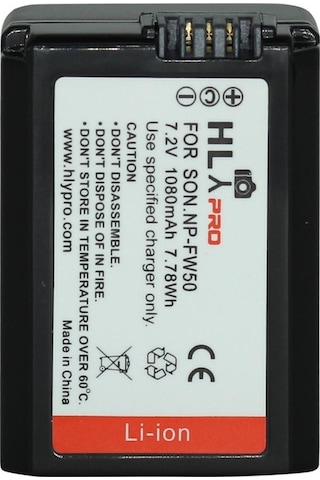 HLY PRO
FOR SON.NP-FW50
7.2V 1080mAh 7.78Wh
Use specified charger only.
•DON'T DISASSEMBLE.
•DON'T DISPOSE OF IN FIRE.
•DON'T STORE IN TEMPERATURE OVER 60°C.
www.hlypro.com
CE
Made in China
Li-ion